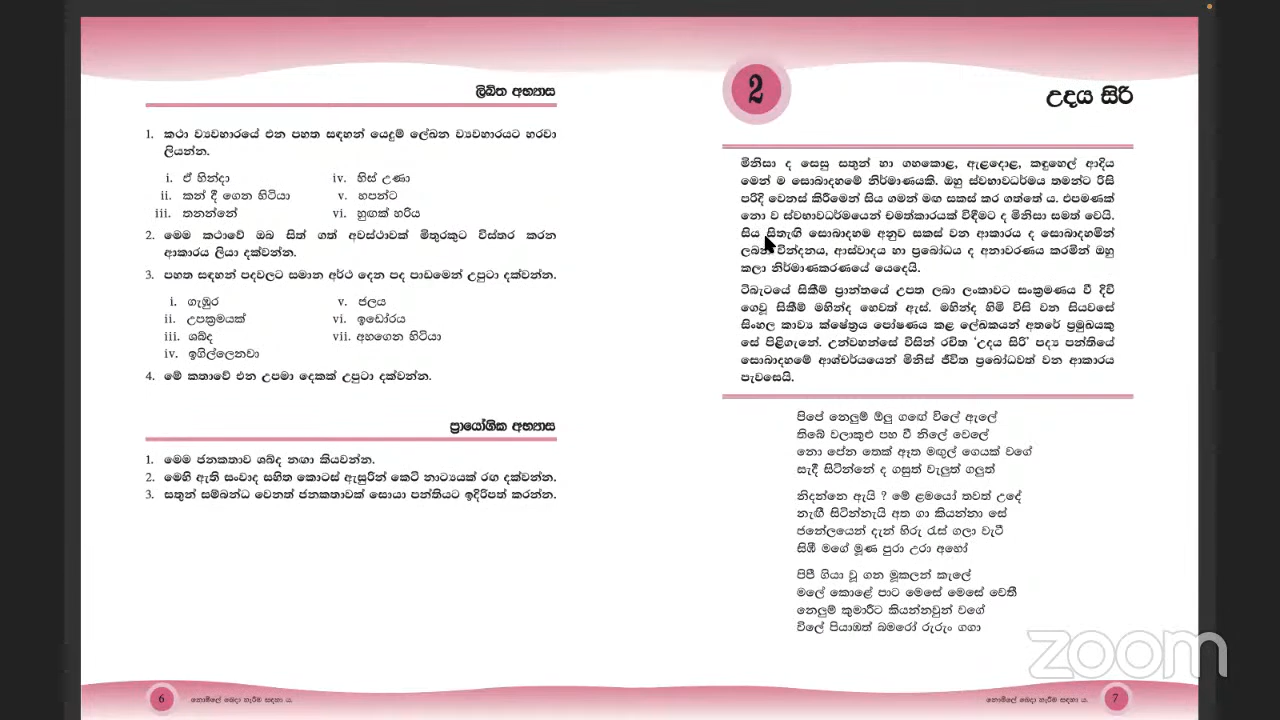 ලිඛිත අභ්‍යාස
1. කථා ව්‍යවහාරයේ එන පහත සඳහන් යෙදුම් ලේඛන ව්‍යවහාරයට හරවා
ලියන්න.
i. ඒ හින්දා
ii. කන් දී ගෙන හිටියා
iii. තනන්නේ
iv. හිස් උණා
v. හපන්ට
vi. හුඟක් හරිය
2. මෙම කථාවේ ඔබ සිත් ගත් අවස්ථාවක් මිතුරකුට විස්තර කරන
ආකාරය ලියා දක්වන්න.
3. පහත සඳහන් පදවලට සමාන අර්ථ දෙන පද පාඩමෙන් උපුටා දක්වන්න.
i. ගැඹුර
ii. උපක්‍රමයක්
iii. ශබ්ද
iv. ඉගිල්ලෙනවා
v. ජලය
vi. ඉඩෝරය
vii. අහගෙන හිටියා
4. මේ කතාවේ එන උපමා දෙකක් උපුටා දක්වන්න.
ප්‍රායෝගික අභ්‍යාස
1. මෙම ජනකතාව ශබ්ද නඟා කියවන්න.
2. මෙහි ඇති සංවාද සහිත කොටස් ඇසුරින් කෙටි නාට්‍යයක් රඟ දක්වන්න.
3. සතුන් සම්බන්ධ වෙනත් ජනකතාවක් සොයා පන්තියට ඉදිරිපත් කරන්න.
6
නොමිලේ බෙදා හැරීම සඳහා ය.
2
උදය සිරි
මිනිසා ද සෙසු සතුන් හා ගහකොළ, ඇළදොළ, කඳුහෙල් ආදිය
මෙන් ම සොබාදහමේ නිර්මාණයකි. ඔහු ස්වභාවධර්මය තමන්ට රිසි
පරිදි වෙනස් කිරීමෙන් සිය ගමන් මඟ සකස් කර ගත්තේ ය. එපමණක්
නො ව ස්වභාවධර්මයෙන් චමත්කාරයක් විඳීමට ද මිනිසා සමත් වෙයි.
සිය සිතැඟි සොබාදහම අනුව සකස් වන ආකාරය ද සොබාදහමින්
ලබන වින්දනය, ආස්වාදය හා ප්‍රබෝධය ද අනාවරණය කරමින් ඔහු
කලා නිර්මාණකරණයේ යෙදෙයි.
ටිබැටයේ සිකිම් ප්‍රාන්තයේ උපත ලබා ලංකාවට සංක්‍රමණය වී දිවි
ගෙවූ සිකිම් මහින්ද හෙවත් ඇස්. මහින්ද හිමි විසි වන සියවසේ
සිංහල කාව්‍ය ක්ෂේත්‍රය පෝෂණය කළ ලේඛකයන් අතරේ ප්‍රමුඛයකු
සේ පිළිගැනේ. උන්වහන්සේ විසින් රචිත ‘උදය සිරි’ පද්‍ය පන්තියේ
සොබාදහමේ ආශ්චර්යයෙන් මිනිස් ජීවිත ප්‍රබෝධවත් වන ආකාරය
පැවසෙයි.
පිපේ නෙලුම් ඕලු ගඟේ විලේ ඇලේ
තිබේ වලාකුළු පහ වී නිලේ වෙලේ
නො පේන තෙක් ඈත මඟුල් ගෙයක් වගේ
සැදී සිටින්නේ ද ගසුත් වැලුත් ගලුත්
නිදන්නෙ ඇයි ? මේ ළමයෝ තවත් උදේ
නැඟී සිටින්නැයි අත ගා කියන්නා සේ
ජනේලයෙන් දැන් හිරු රැස් ගලා වැටී
සිඹී මගේ මූණ පුරා උරා අහෝ
පිපී ගියා වූ ගන මූකලන් කැලේ
මලේ කොළේ පාට මෙසේ මෙසේ වෙතී
නෙලුම් කුමාරීට කියන්නවුන් වගේ
විලේ පියාඹත් බමරෝ රුරුං ගගා
නොමිලේ බෙදා හැරීම සඳහා ය.
7
zoom